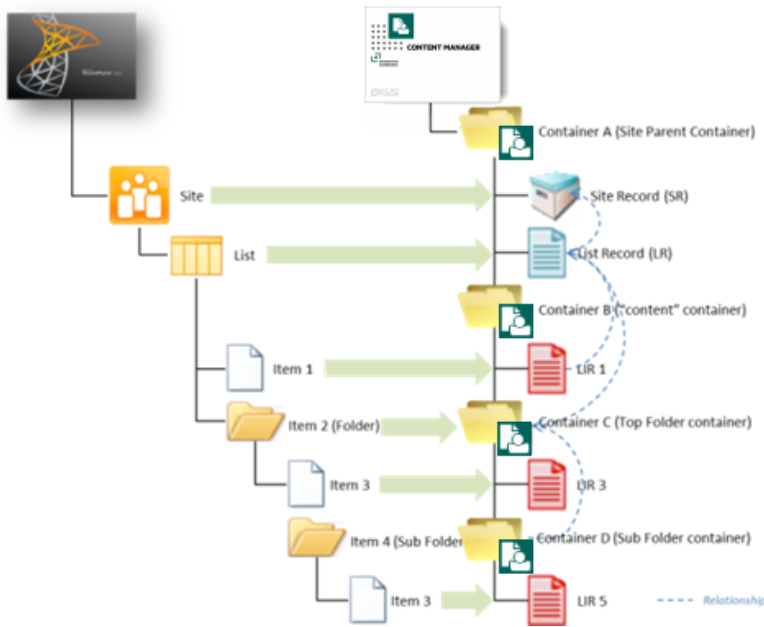 CONTENT MANAGER
Container A (Site Parent Container)
Site
Site Record (SR)
List
List Record (LR)
Container B ("content" container)
Item 1
LIR 1
Item 2 (Folder)
Container C (Top Folder container)
Item 3
LIR 3
Item 4 (Sub Folder
Container D (Sub Folder container)
Item 3
LIR 5
Relationship